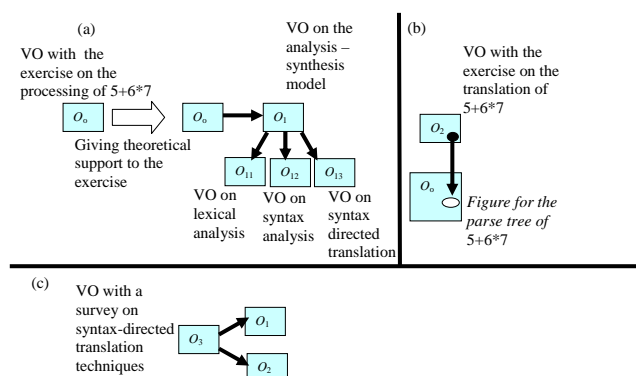 (a)
VO with the
exercise on the
processing of 5+6*7
Oo
Giving theoretical
support to the
exercise
VO on the
analysis –
synthesis
model
Oo
O1
O11
O12
O13
VO on
lexical
analysis
VO on
syntax
analysis
VO on
syntax
directed
translation
(b)
VO with the
exercise on the
translation of
5+6*7
O2
Oo
Figure for the
parse tree of
5+6*7
(c)
VO with a
survey on
syntax-directed
translation
techniques
O3
O1
O2